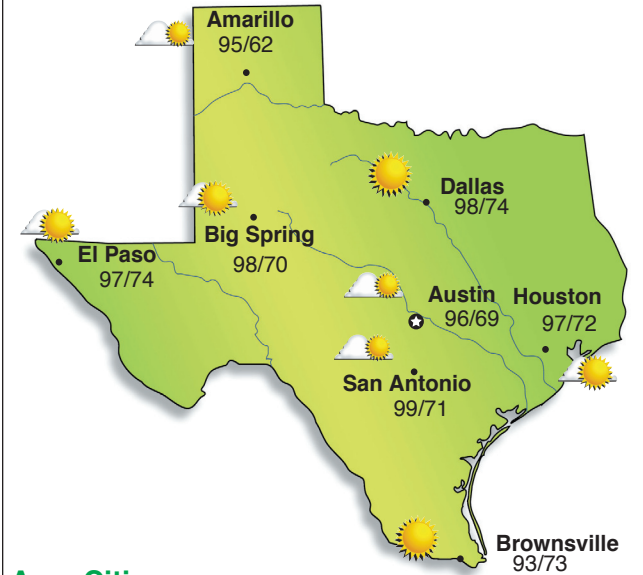 Amarillo
95/62
Dallas
98/74
Big Spring
98/70
El Paso
97/74
Austin
96/69
Houston
97/72
San Antonio
99/71
Brownsville
93/73